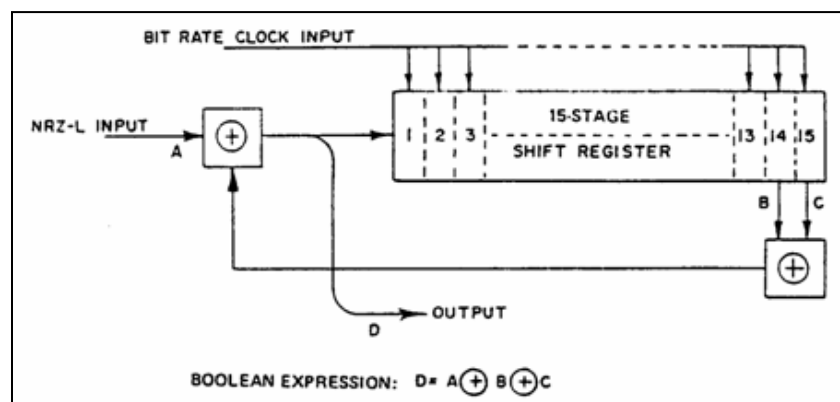 BIT RATE CLOCK INPUT
NRZ-L INPUT
A
⊕
1 2 3
15-STAGE
SHIFT REGISTER
13 14 15
B C
⊕
D
OUTPUT
BOOLEAN EXPRESSION: D= A ⊕ B ⊕ C